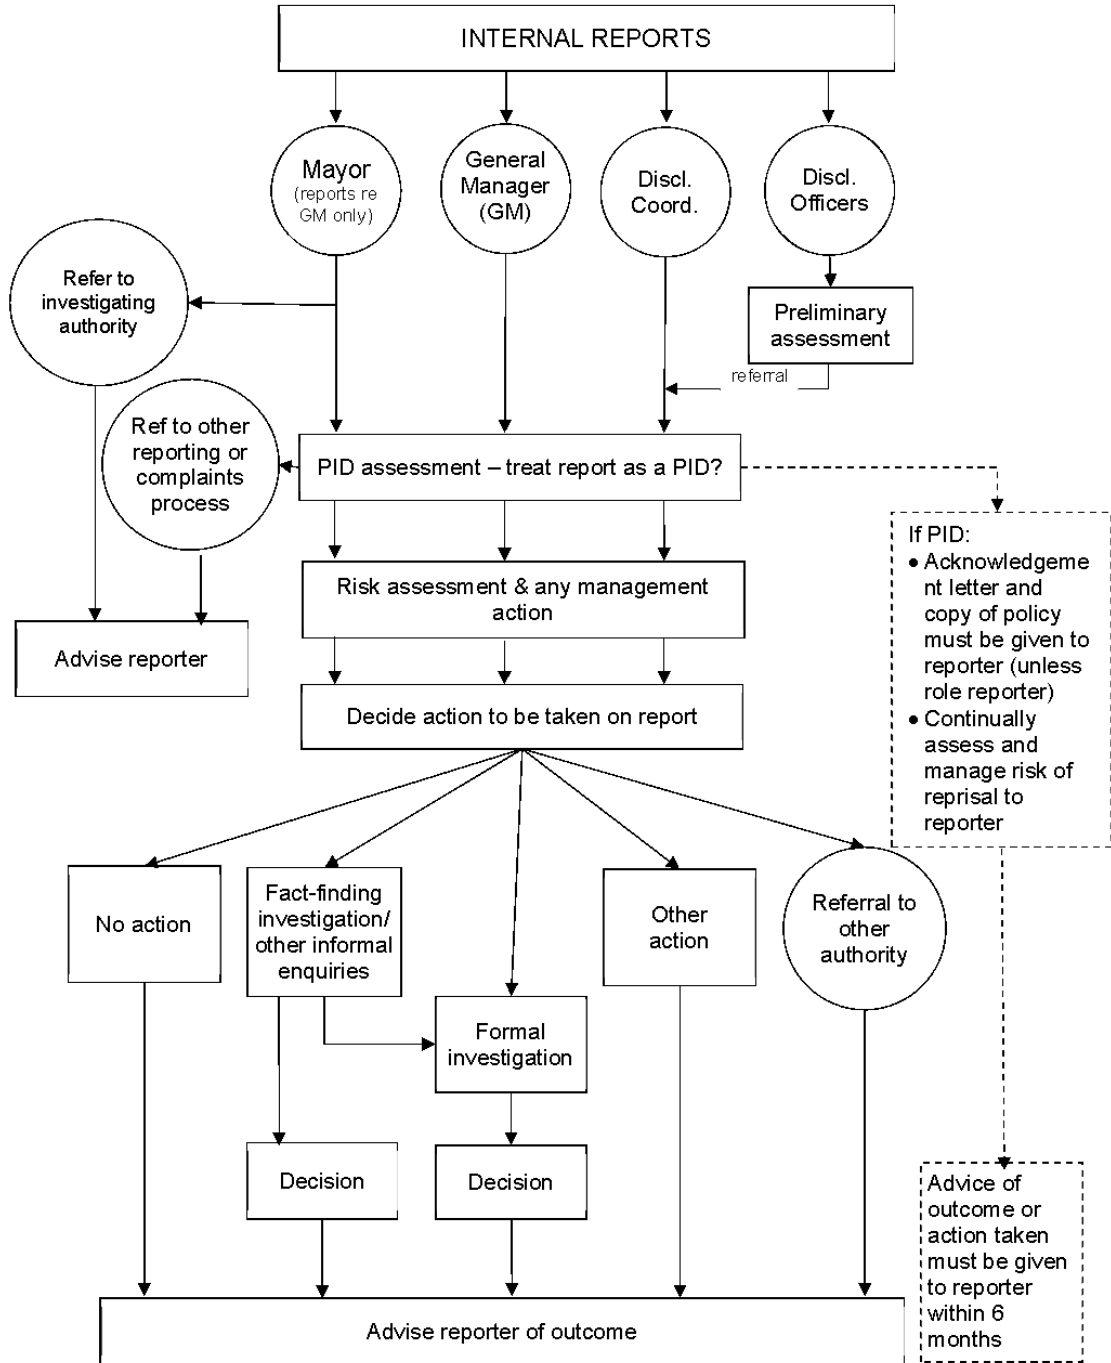 INTERNAL REPORTS
Mayor
(reports re
GM only)
General
Manager
(GM)
Discl.
Coord.
Discl.
Officers
Refer to
investigating
authority
Preliminary
assessment
referral
Ref to other
reporting or
complaints
process
PID assessment – treat report as a PID?
If PID:
• Acknowledgeme
nt letter and
copy of policy
must be given to
reporter (unless
role reporter)
• Continually
assess and
manage risk of
reprisal to
reporter
Risk assessment & any management
action
Advise reporter
Decide action to be taken on report
No action
Fact-finding
investigation/
other informal
enquiries
Other
action
Referral to
other
authority
Formal
investigation
Decision
Decision
Advice of
outcome or
action taken
must be given
to reporter
within 6
months
Advise reporter of outcome